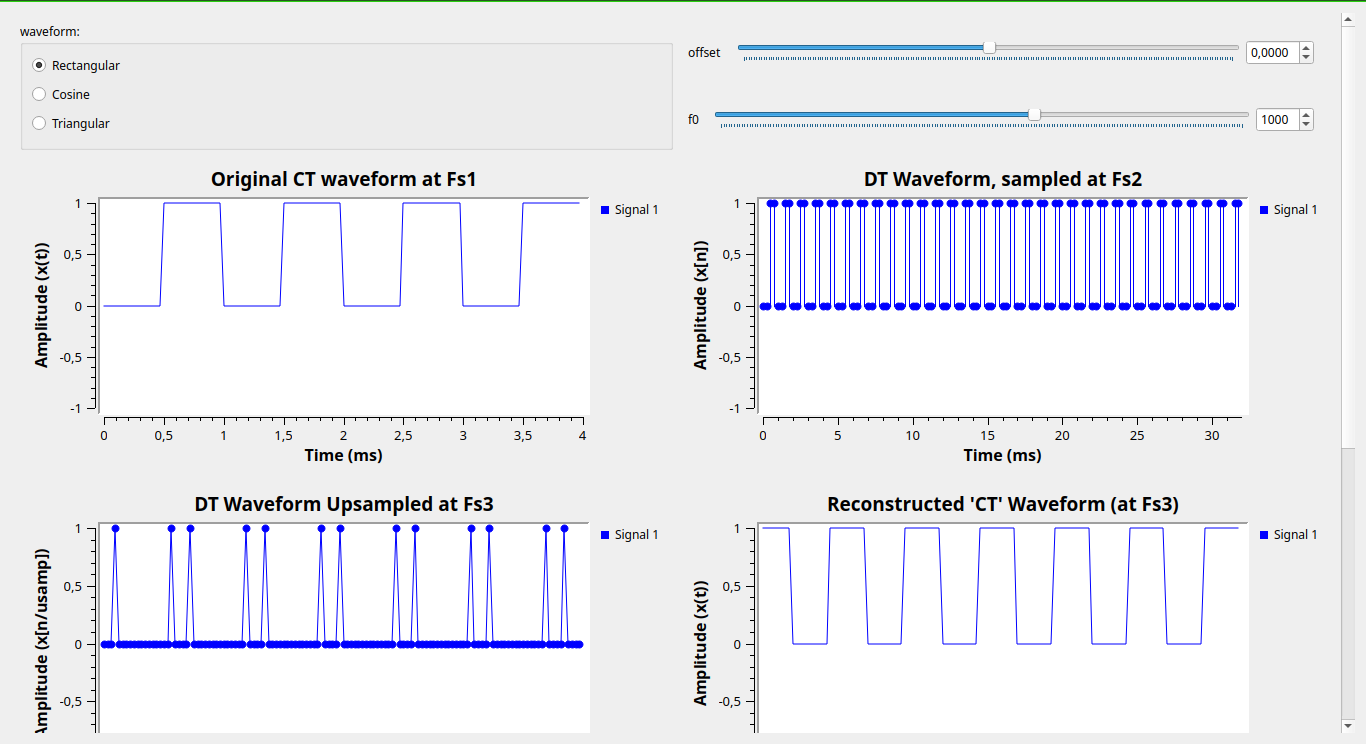 waveform:
Rectangular
Cosine
Triangular
offset
0,0000
f0
1000
Original CT waveform at Fs1
Signal 1
Amplitude (x(t))
1
0,5
0
-0,5
-1
0 0,5 1 1,5 2 2,5 3 3,5 4
Time (ms)
DT Waveform, sampled at Fs2
Signal 1
Amplitude (x[n])
1
0,5
0
-0,5
-1
0 5 10 15 20 25 30
Time (ms)
DT Waveform Upsampled at Fs3
Signal 1
Amplitude (x[n/usamp])
1
0,5
0
-0,5
Reconstructed 'CT' Waveform (at Fs3)
Signal 1
Amplitude (x(t))
1
0,5
0
-0,5